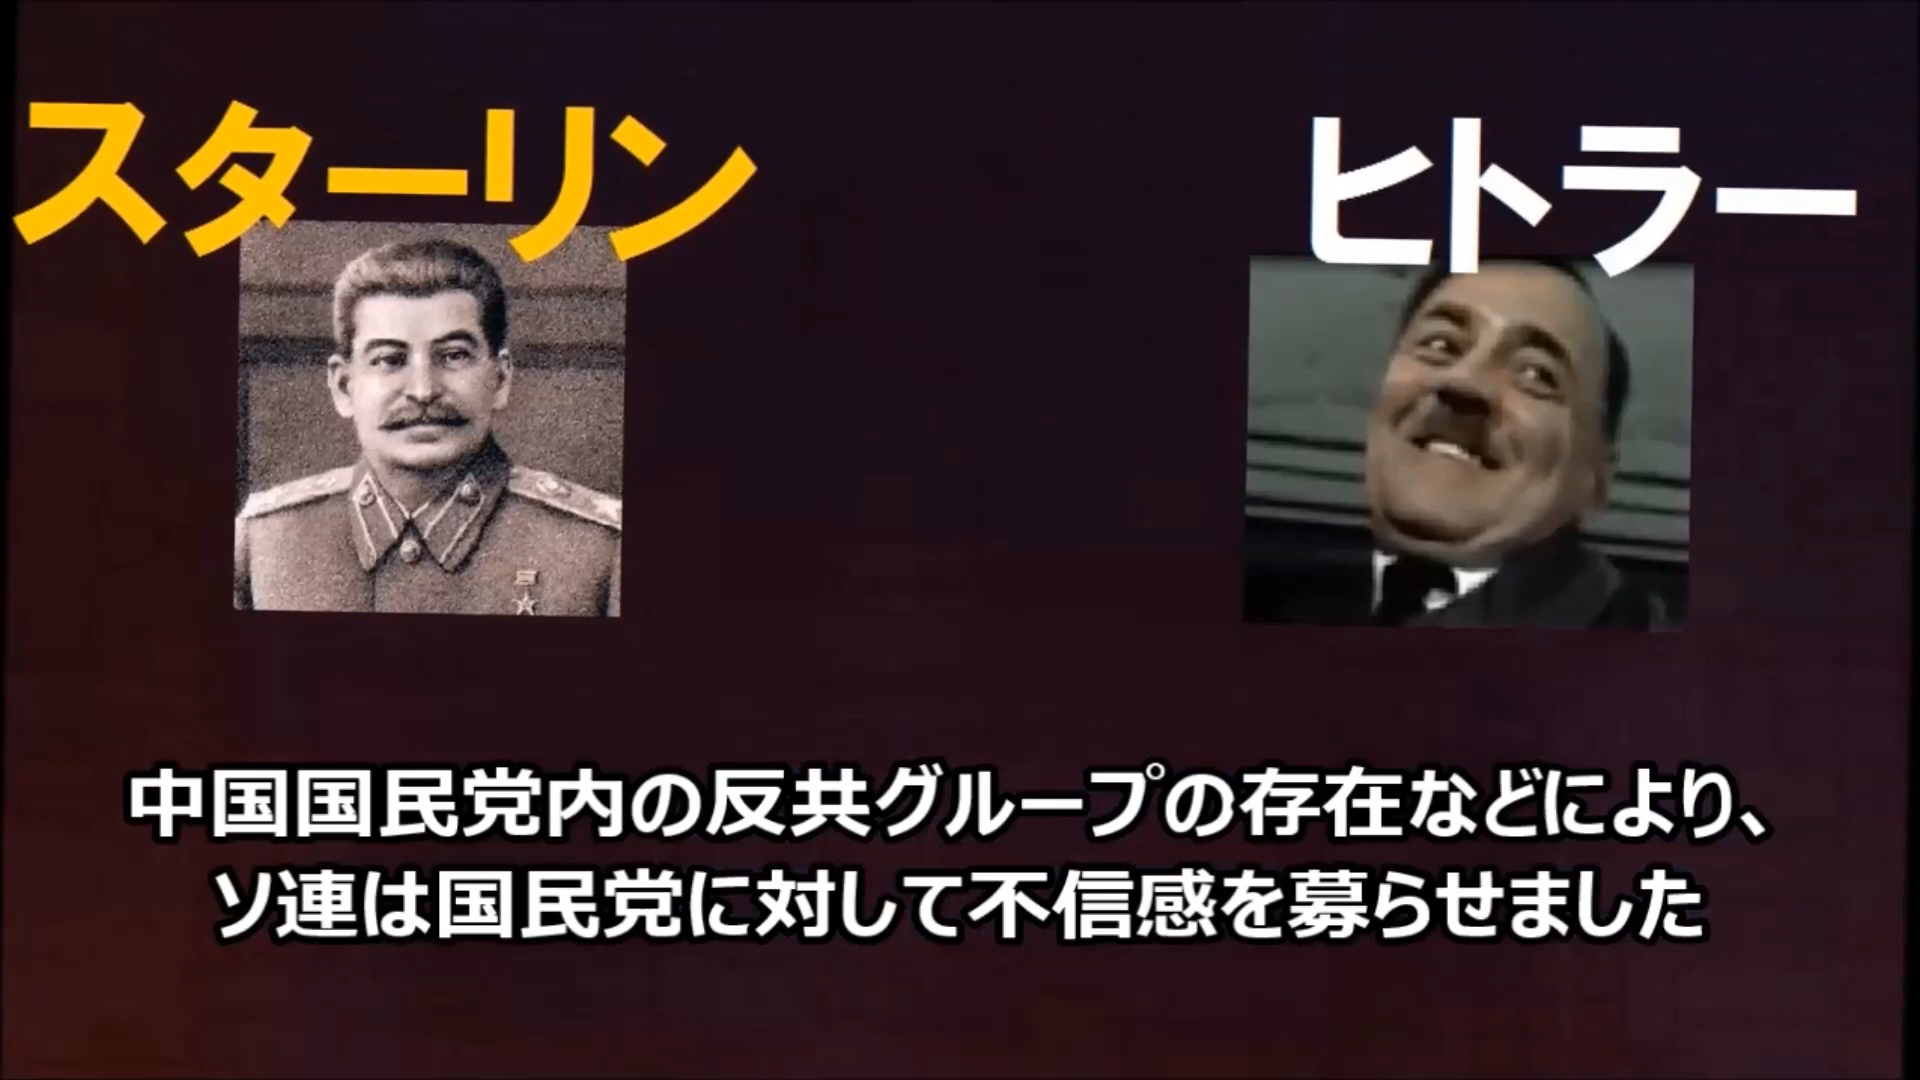 スターリン
ヒトラー
中国国民党内の反共グループの存在などにより、
ソ連は国民党に対して不信感を募らせました